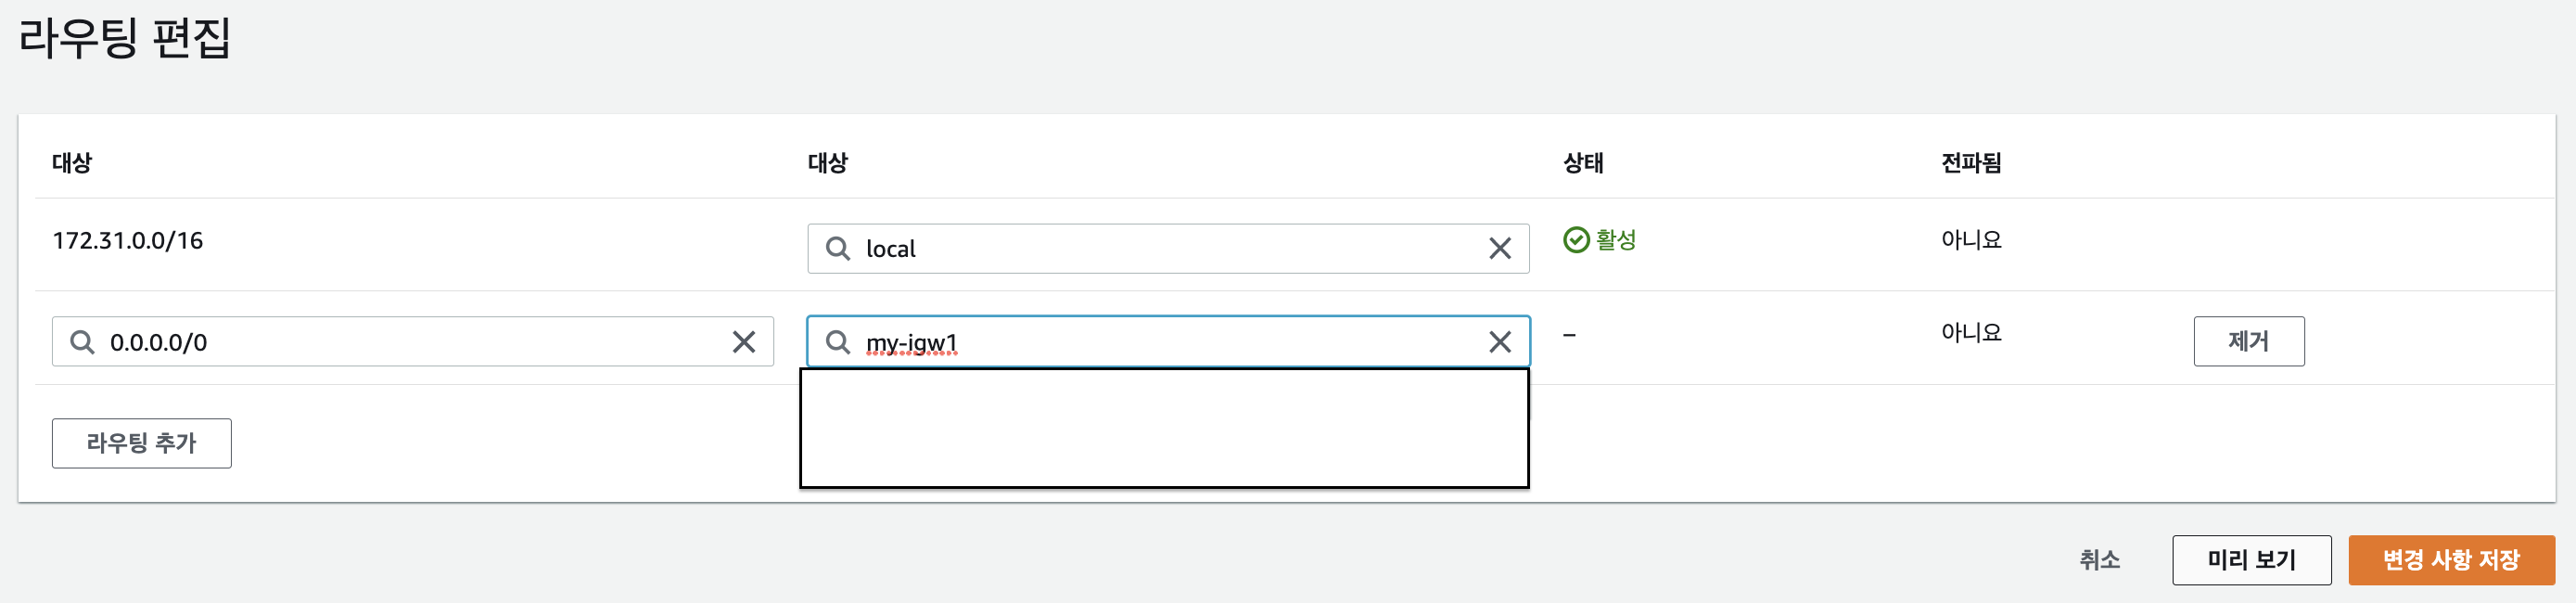 라우팅 편집
대상 대상 상태 전파됨
172.31.0.0/16 local 활성 아니요
0.0.0.0/0 my-igw1 – 아니요 제거
라우팅 추가
취소 미리 보기 변경 사항 저장